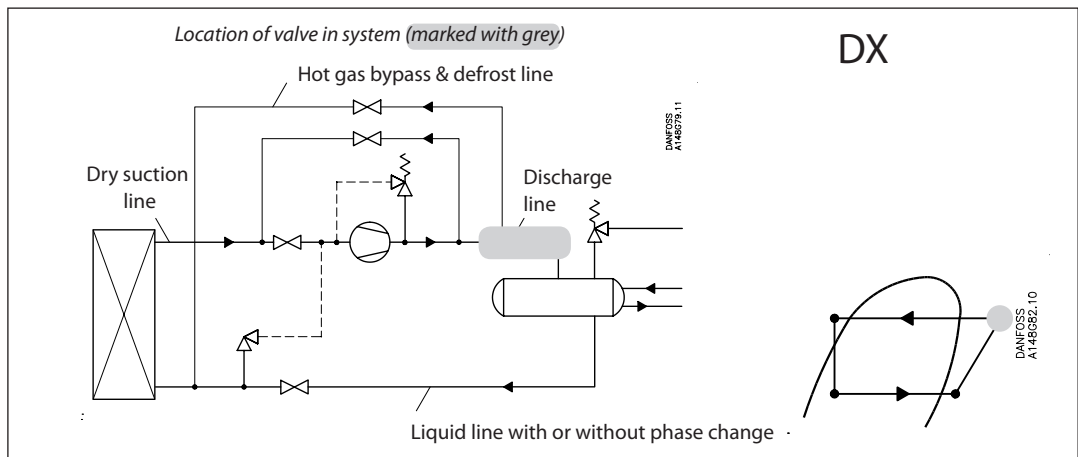 Location of valve in system (marked with grey)
DX
Hot gas bypass & defrost line
DANFOSS
A148G79.11
Dry suction
line
Discharge
line
DANFOSS
A148G82.10
Liquid line with or without phase change